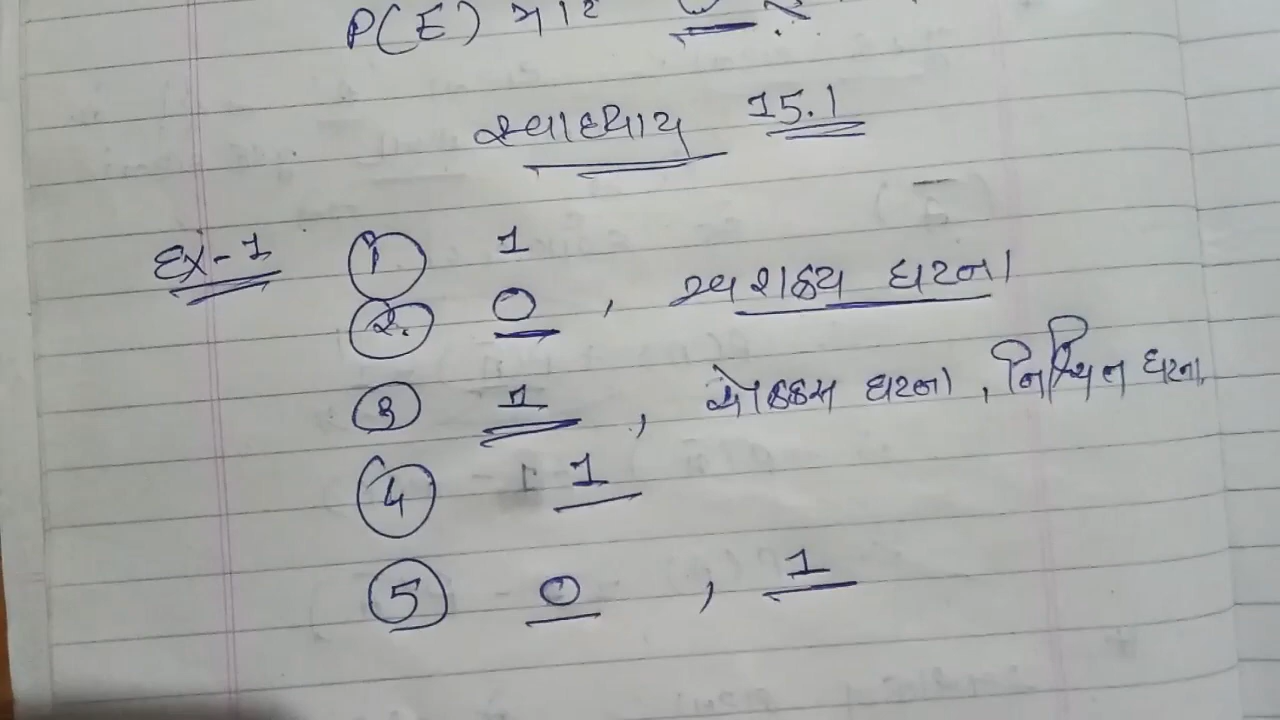 P(E) માટે
સ્વાધ્યાય 15.1
Ex-1 ① 1
૨. 0 , અશક્ય ઘટના
③ 1 , ચોક્કસ ઘટના , નિશ્ચિત ઘટના
④ 1
⑤ 0 , 1